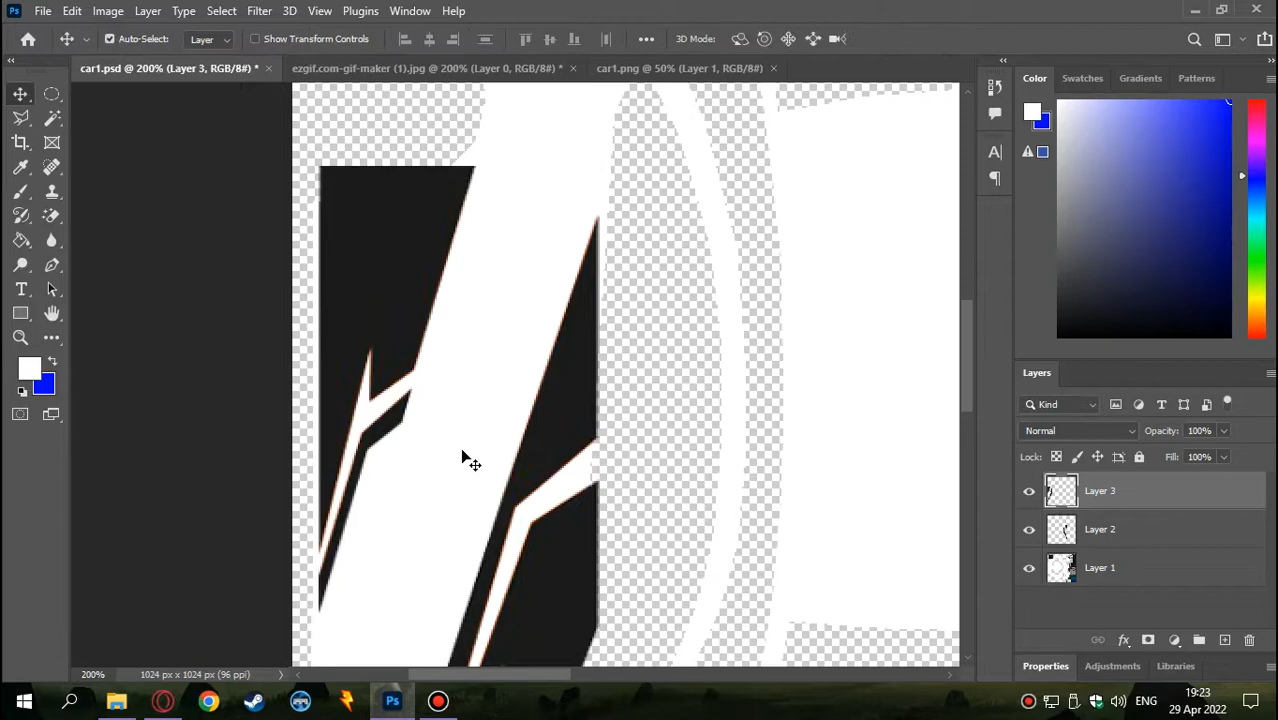 Ps File Edit Image Layer Type Select Filter 3D View Plugins Window Help
Auto-Select: Layer Show Transform Controls 3D Mode:
car1.psd @ 200% (Layer 3, RGB/8#) * ezgif.com-gif-maker (1).jpg @ 200% (Layer 0, RGB/8#) * car1.png @ 50% (Layer 1, RGB/8#)
Color Swatches Gradients Patterns
Layers
Kind
Normal Opacity: 100%
Lock: Fill: 100%
Layer 3
Layer 2
Layer 1
fx
200% 1024 px x 1024 px (96 ppi)
Properties Adjustments Libraries
Ps ENG 19:23
29 Apr 2022